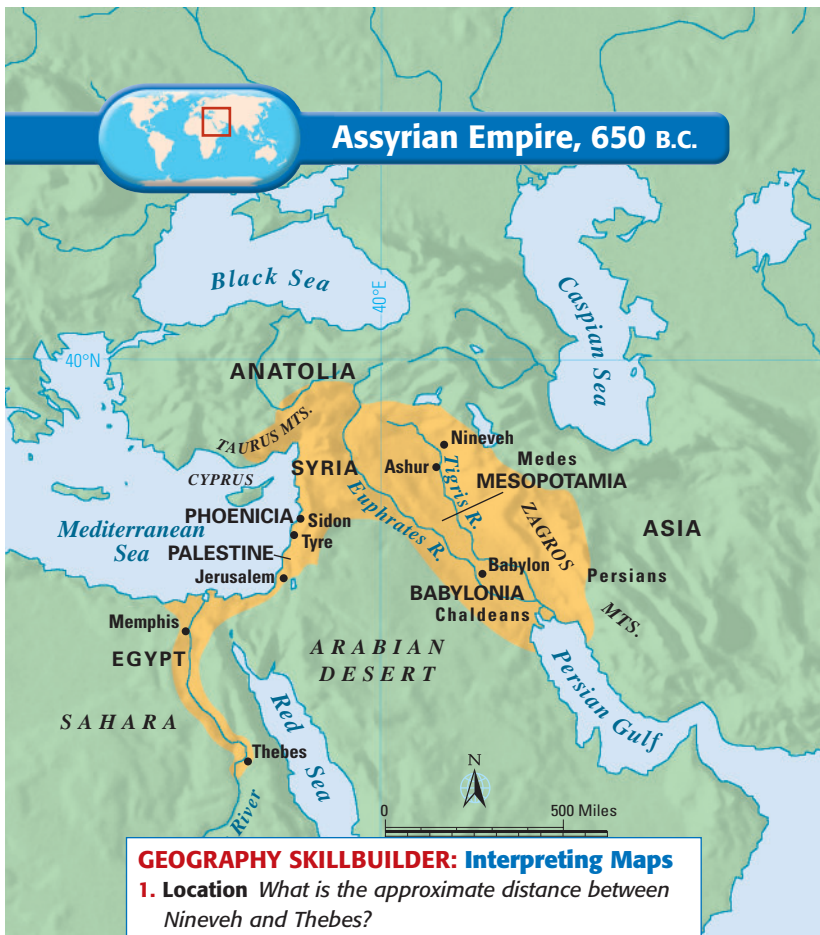 Assyrian Empire, 650 B.C.
Black Sea
40°E
Caspian Sea
40°N
ANATOLIA
TAURUS MTS.
Nineveh
Medes
Ashur
Tigris R.
MESOPOTAMIA
SYRIA
CYPRUS
Euphrates R.
ZAGROS
MTS.
ASIA
PHOENICIA
Sidon
Mediterranean
Sea
Tyre
PALESTINE
Jerusalem
Babylon
BABYLONIA
Chaldeans
Persians
Memphis
EGYPT
ARABIAN
DESERT
Persian Gulf
SAHARA
Red
Sea
Thebes
River
N
0
500 Miles
GEOGRAPHY SKILLBUILDER: Interpreting Maps
1. Location What is the approximate distance between
Nineveh and Thebes?